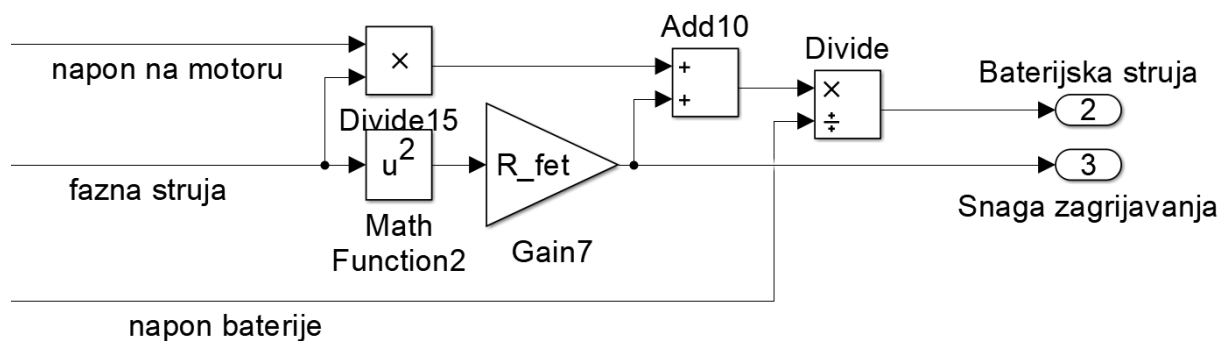 Add10
Divide
napon na motoru
×
+
+
×
÷
Baterijska struja
2
Divide15
u2
R_fet
3
fazna struja
Snaga zagrijavanja
Math
Function2
Gain7
napon baterije